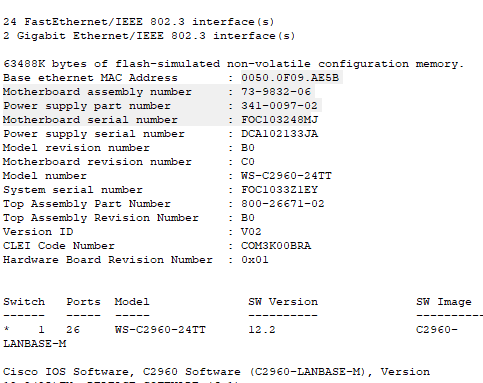 24 FastEthernet/IEEE 802.3 interface(s)
2 Gigabit Ethernet/IEEE 802.3 interface(s)
63488K bytes of flash-simulated non-volatile configuration memory.
Base ethernet MAC Address : 0050.0F09.AE5B
Motherboard assembly number : 73-9832-06
Power supply part number : 341-0097-02
Motherboard serial number : FOC103248MJ
Power supply serial number : DCA102133JA
Model revision number : B0
Motherboard revision number : C0
Model number : WS-C2960-24TT
System serial number : FOC1033Z1EY
Top Assembly Part Number : 800-26671-02
Top Assembly Revision Number : B0
Version ID : V02
CLEI Code Number : COM3K00BRA
Hardware Board Revision Number : 0x01
Switch Ports Model SW Version SW Image
------ ----- ----- ---------- ----------
* 1 26 WS-C2960-24TT 12.2 C2960-
LANBASE-M
Cisco IOS Software, C2960 Software (C2960-LANBASE-M), Version